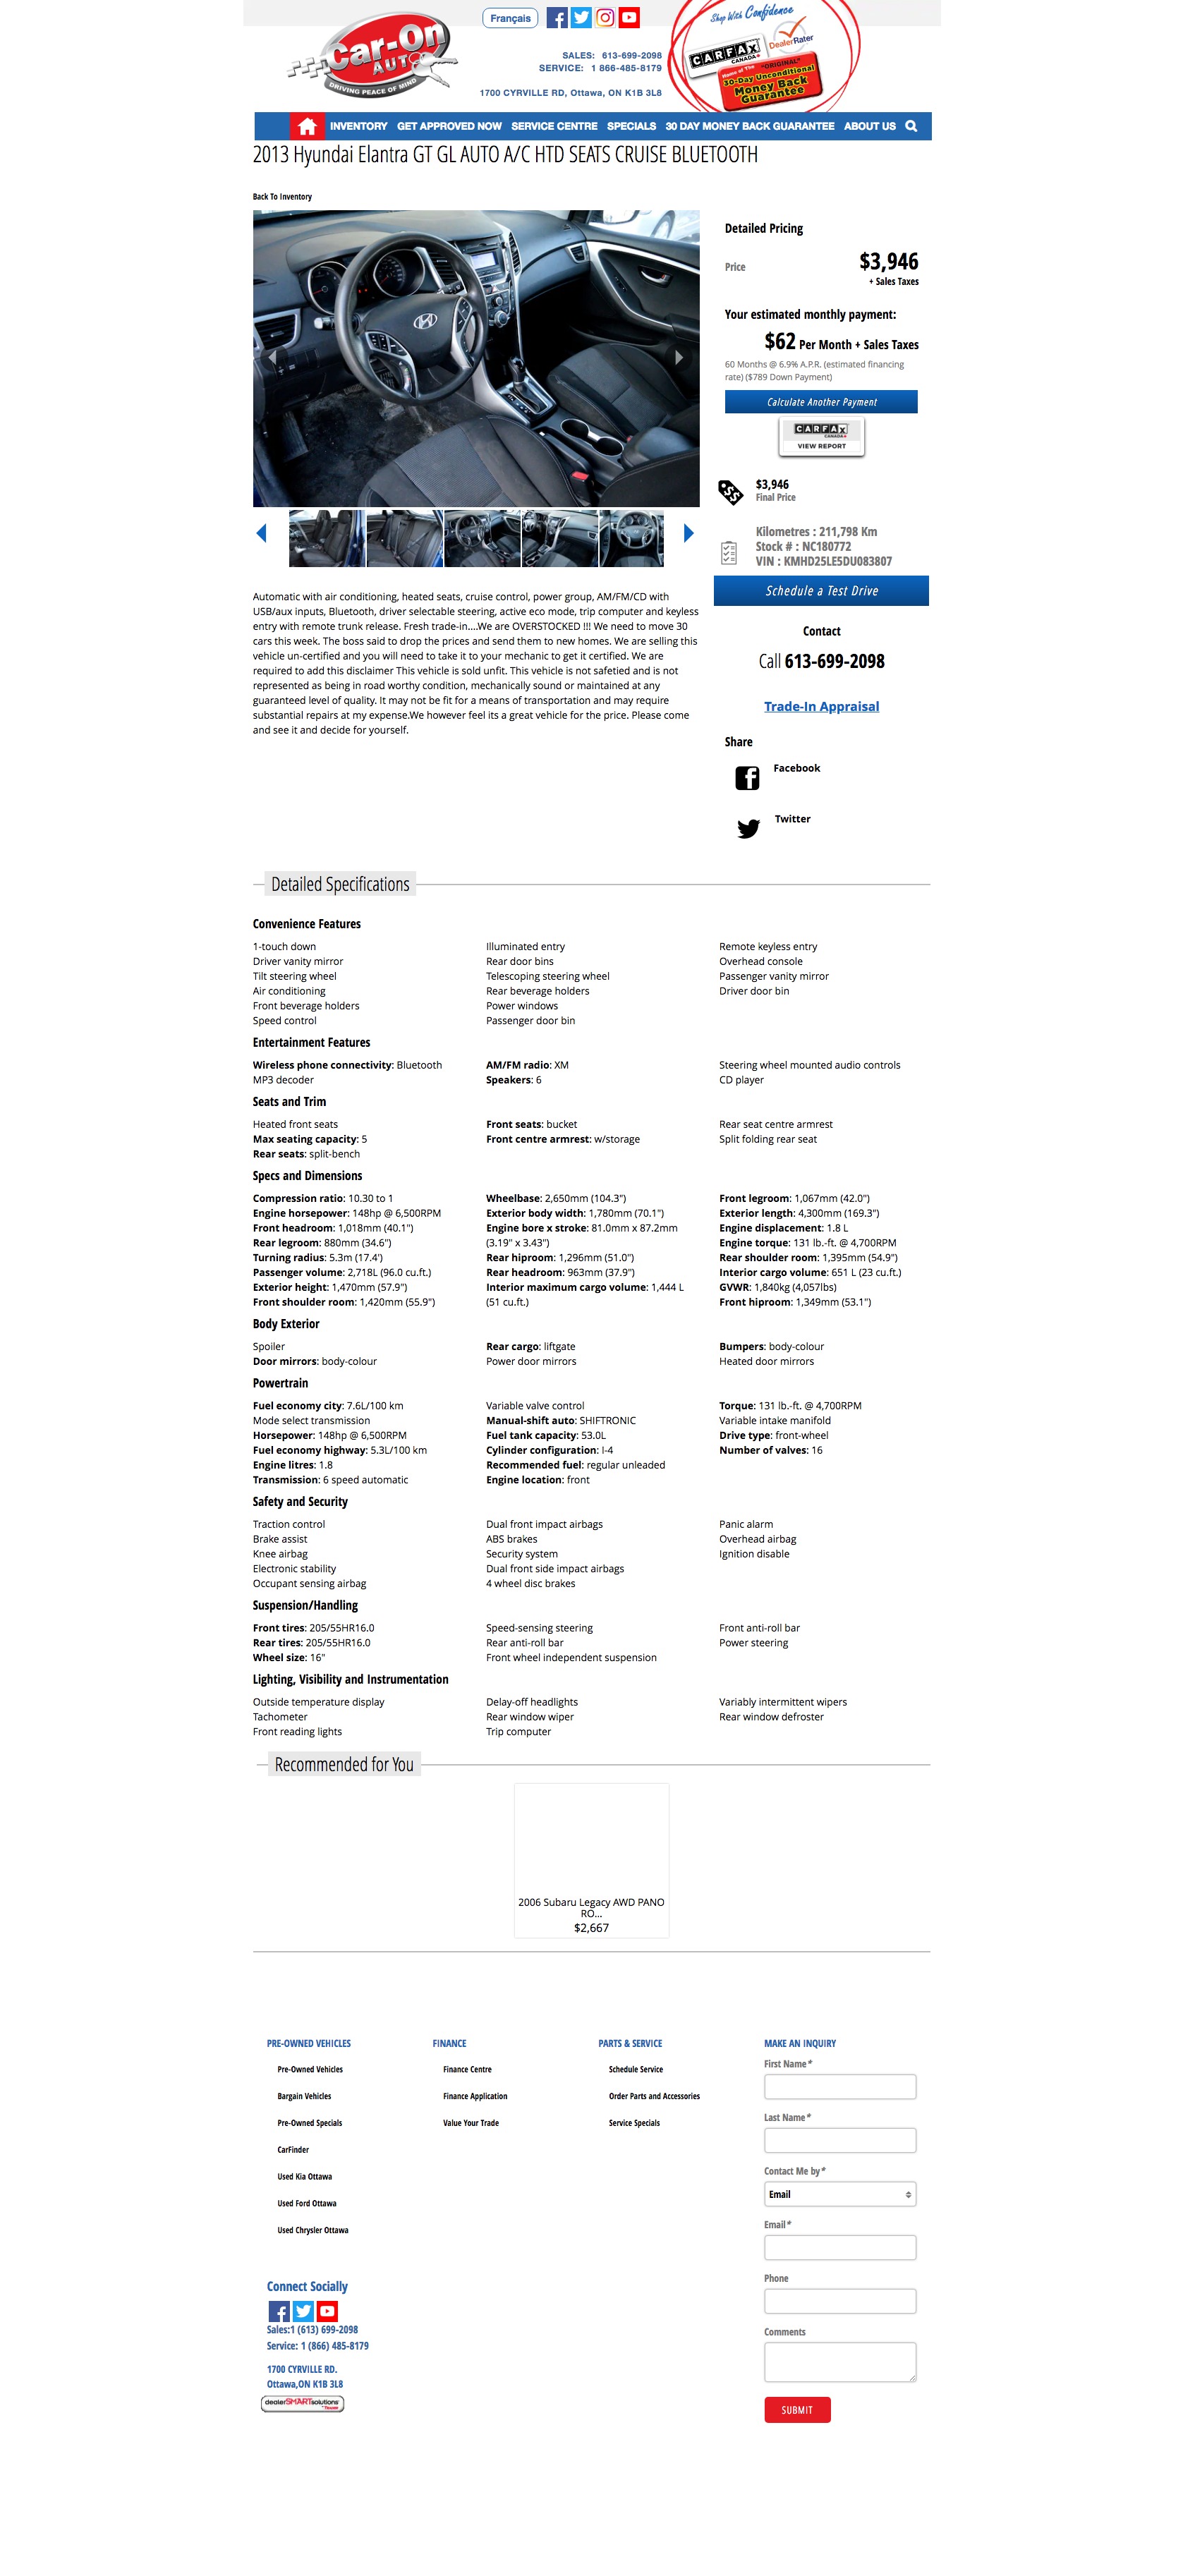 Français
Car-On
AUTO
DRIVING PEACE OF MIND
SALES: 613-699-2098
SERVICE: 1 866-485-8179
1700 CYRVILLE RD, Ottawa, ON K1B 3L8
Shop With Confidence
CARFAX
CANADA
DealerRater
Home of The "ORIGINAL"
30-Day Unconditional
Money Back
Guarantee
INVENTORY GET APPROVED NOW SERVICE CENTRE SPECIALS 30 DAY MONEY BACK GUARANTEE ABOUT US
2013 Hyundai Elantra GT GL AUTO A/C HTD SEATS CRUISE BLUETOOTH
Back To Inventory
Detailed Pricing
Price $3,946
+ Sales Taxes
Your estimated monthly payment:
$62 Per Month + Sales Taxes
60 Months @ 6.9% A.P.R. (estimated financing
rate) ($789 Down Payment)
Calculate Another Payment
CARFAX
CANADA
VIEW REPORT
$3,946
Final Price
Kilometres : 211,798 Km
Stock # : NC180772
VIN : KMHD25LE5DU083807
Schedule a Test Drive
Contact
Call 613-699-2098
Trade-In Appraisal
Share
Facebook
Twitter
Automatic with air conditioning, heated seats, cruise control, power group, AM/FM/CD with
USB/aux inputs, Bluetooth, driver selectable steering, active eco mode, trip computer and keyless
entry with remote trunk release. Fresh trade-in....We are OVERSTOCKED !!! We need to move 30
cars this week. The boss said to drop the prices and send them to new homes. We are selling this
vehicle un-certified and you will need to take it to your mechanic to get it certified. We are
required to add this disclaimer This vehicle is sold unfit. This vehicle is not safetied and is not
represented as being in road worthy condition, mechanically sound or maintained at any
guaranteed level of quality. It may not be fit for a means of transportation and may require
substantial repairs at my expense.We however feel its a great vehicle for the price. Please come
and see it and decide for yourself.
Detailed Specifications
Convenience Features
1-touch down Illuminated entry Remote keyless entry
Driver vanity mirror Rear door bins Overhead console
Tilt steering wheel Telescoping steering wheel Passenger vanity mirror
Air conditioning Rear beverage holders Driver door bin
Front beverage holders Power windows
Speed control Passenger door bin
Entertainment Features
Wireless phone connectivity: Bluetooth AM/FM radio: XM Steering wheel mounted audio controls
MP3 decoder Speakers: 6 CD player
Seats and Trim
Heated front seats Front seats: bucket Rear seat centre armrest
Max seating capacity: 5 Front centre armrest: w/storage Split folding rear seat
Rear seats: split-bench
Specs and Dimensions
Compression ratio: 10.30 to 1 Wheelbase: 2,650mm (104.3") Front legroom: 1,067mm (42.0")
Engine horsepower: 148hp @ 6,500RPM Exterior body width: 1,780mm (70.1") Exterior length: 4,300mm (169.3")
Front headroom: 1,018mm (40.1") Engine bore x stroke: 81.0mm x 87.2mm Engine displacement: 1.8 L
Rear legroom: 880mm (34.6") (3.19" x 3.43") Engine torque: 131 lb.-ft. @ 4,700RPM
Turning radius: 5.3m (17.4') Rear hiproom: 1,296mm (51.0") Rear shoulder room: 1,395mm (54.9")
Passenger volume: 2,718L (96.0 cu.ft.) Rear headroom: 963mm (37.9") Interior cargo volume: 651 L (23 cu.ft.)
Exterior height: 1,470mm (57.9") Interior maximum cargo volume: 1,444 L GVWR: 1,840kg (4,057lbs)
Front shoulder room: 1,420mm (55.9") (51 cu.ft.) Front hiproom: 1,349mm (53.1")
Body Exterior
Spoiler Rear cargo: liftgate Bumpers: body-colour
Door mirrors: body-colour Power door mirrors Heated door mirrors
Powertrain
Fuel economy city: 7.6L/100 km Variable valve control Torque: 131 lb.-ft. @ 4,700RPM
Mode select transmission Manual-shift auto: SHIFTRONIC Variable intake manifold
Horsepower: 148hp @ 6,500RPM Fuel tank capacity: 53.0L Drive type: front-wheel
Fuel economy highway: 5.3L/100 km Cylinder configuration: I-4 Number of valves: 16
Engine litres: 1.8 Recommended fuel: regular unleaded
Transmission: 6 speed automatic Engine location: front
Safety and Security
Traction control Dual front impact airbags Panic alarm
Brake assist ABS brakes Overhead airbag
Knee airbag Security system Ignition disable
Electronic stability Dual front side impact airbags
Occupant sensing airbag 4 wheel disc brakes
Suspension/Handling
Front tires: 205/55HR16.0 Speed-sensing steering Front anti-roll bar
Rear tires: 205/55HR16.0 Rear anti-roll bar Power steering
Wheel size: 16" Front wheel independent suspension
Lighting, Visibility and Instrumentation
Outside temperature display Delay-off headlights Variably intermittent wipers
Tachometer Rear window wiper Rear window defroster
Front reading lights Trip computer
Recommended for You
2006 Subaru Legacy AWD PANO
RO...
$2,667
PRE-OWNED VEHICLES
Pre-Owned Vehicles
Bargain Vehicles
Pre-Owned Specials
CarFinder
Used Kia Ottawa
Used Ford Ottawa
Used Chrysler Ottawa
FINANCE
Finance Centre
Finance Application
Value Your Trade
PARTS & SERVICE
Schedule Service
Order Parts and Accessories
Service Specials
MAKE AN INQUIRY
First Name*
Last Name*
Contact Me by*
Email
Email*
Phone
Comments
SUBMIT
Connect Socially
Sales:1 (613) 699-2098
Service: 1 (866) 485-8179
1700 CYRVILLE RD.
Ottawa,ON K1B 3L8
dealerSMARTsolutions